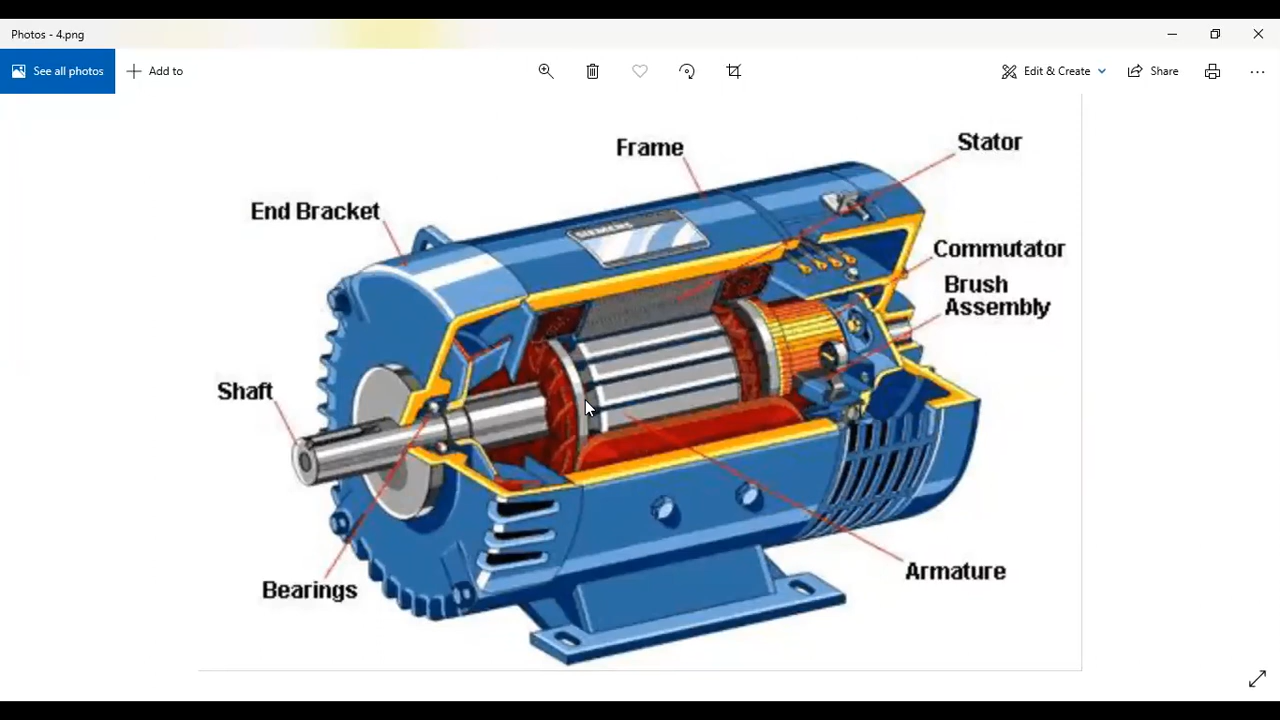 Photos - 4.png
See all photos
Add to
Edit & Create
Share
Frame
Stator
End Bracket
SIEMENS
Commutator
Brush
Assembly
Shaft
Armature
Bearings